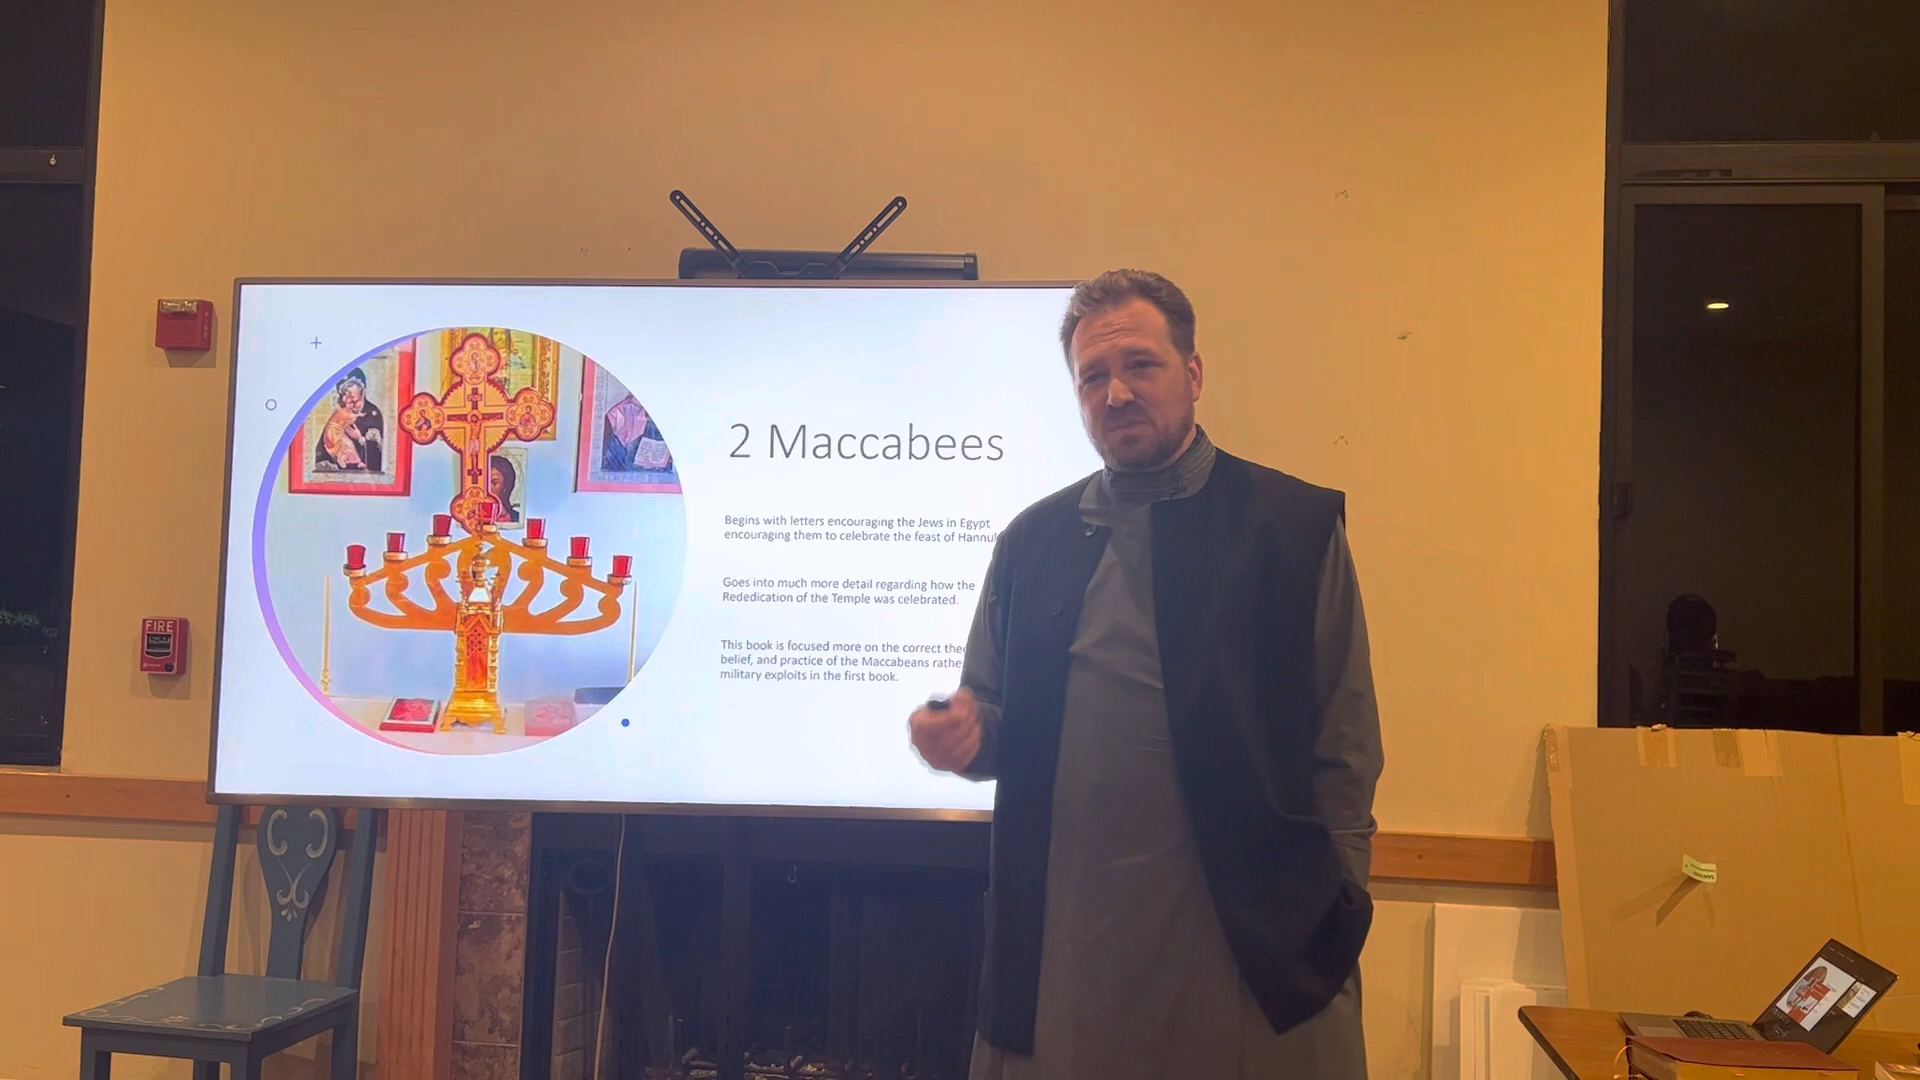 2 Maccabees
Begins with letters encouraging the Jews in Egypt
encouraging them to celebrate the feast of
Goes into much more detail regarding how the
Rededication of the Temple was celebrated.
This book is focused more on the correct
belief, and practice of the Maccabeans
military exploits in the first book.
FIRE
FIRE